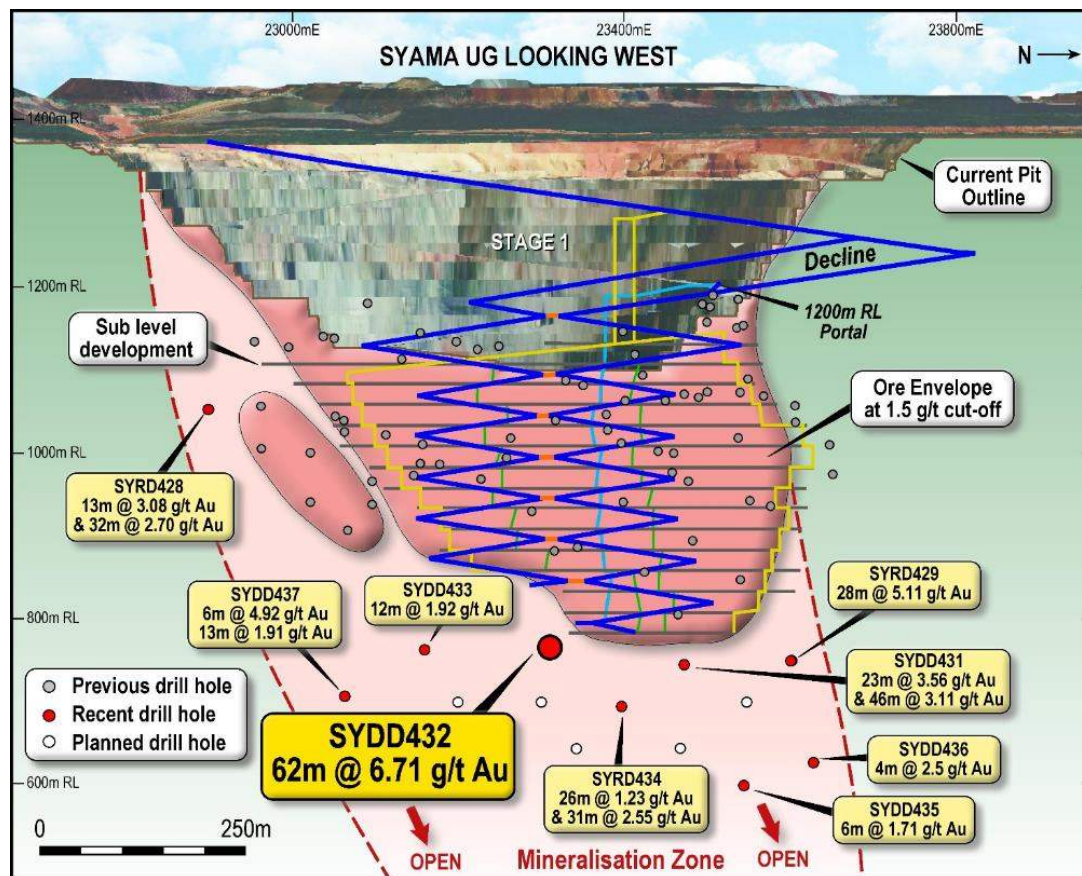 23000mE
23400mE
23800mE
SYAMA UG LOOKING WEST
N
1400m RL
Current Pit
Outline
STAGE 1
Decline
1200m RL
1200m RL
Portal
Sub level
development
Ore Envelope
at 1.5 g/t cut-off
1000m RL
SYRD428
13m @ 3.08 g/t Au
& 32m @ 2.70 g/t Au
SYDD437
6m @ 4.92 g/t Au
13m @ 1.91 g/t Au
SYDD433
12m @ 1.92 g/t Au
SYRD429
28m @ 5.11 g/t Au
800m RL
SYDD431
23m @ 3.56 g/t Au
& 46m @ 3.11 g/t Au
Previous drill hole
Recent drill hole
Planned drill hole
SYDD432
62m @ 6.71 g/t Au
SYRD434
26m @ 1.23 g/t Au
& 31m @ 2.55 g/t Au
SYDD436
4m @ 2.5 g/t Au
600m RL
SYDD435
6m @ 1.71 g/t Au
0
250m
OPEN
Mineralisation Zone
OPEN